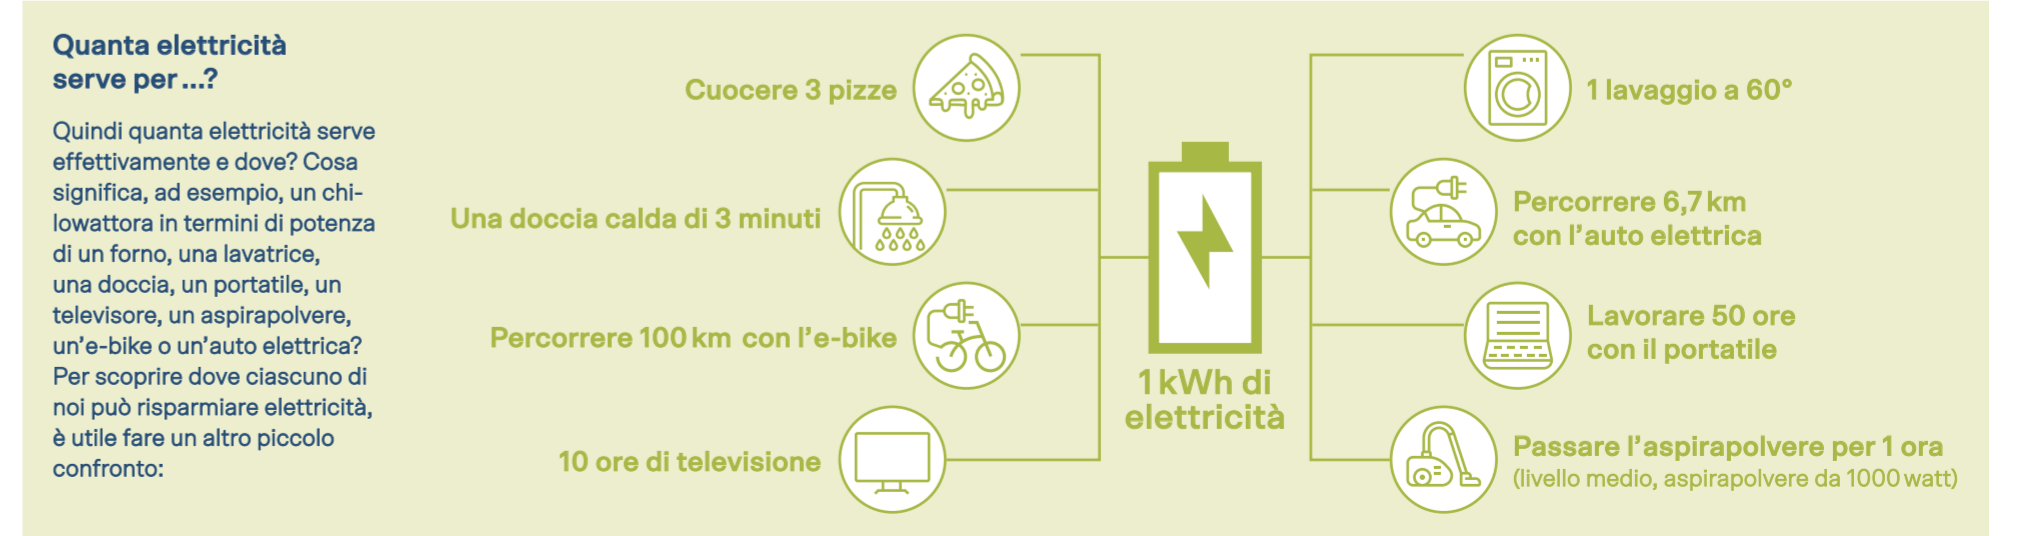 Quanta elettricità
serve per ...?
Quindi quanta elettricità serve
effettivamente e dove? Cosa
significa, ad esempio, un chi-
lowattora in termini di potenza
di un forno, una lavatrice,
una doccia, un portatile, un
televisore, un aspirapolvere,
un’e-bike o un’auto elettrica?
Per scoprire dove ciascuno di
noi può risparmiare elettricità,
è utile fare un altro piccolo
confronto:
Cuocere 3 pizze
Una doccia calda di 3 minuti
Percorrere 100 km con l’e-bike
10 ore di televisione
1 kWh di
elettricità
1 lavaggio a 60°
Percorrere 6,7 km
con l’auto elettrica
Lavorare 50 ore
con il portatile
Passare l’aspirapolvere per 1 ora
(livello medio, aspirapolvere da 1000 watt)